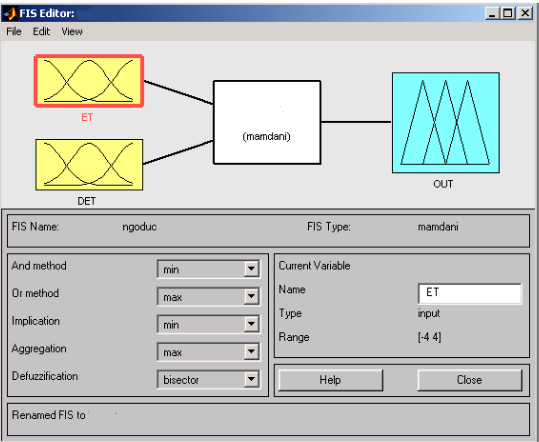 FIS Editor:
File Edit View
ET
(mamdani)
DET
OUT
FIS Name: ngoduc FIS Type: mamdani
And method min
Or method max
Implication min
Aggregation max
Defuzzification bisector
Current Variable
Name ET
Type input
Range [-4 4]
Help Close
Renamed FIS to